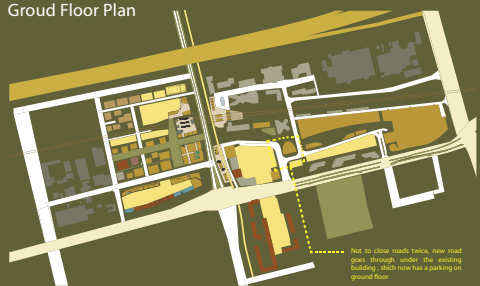 Groud Floor Plan
Not to close roads twice, new road
goes through under the existing
building , shich now has a parking on
ground floor